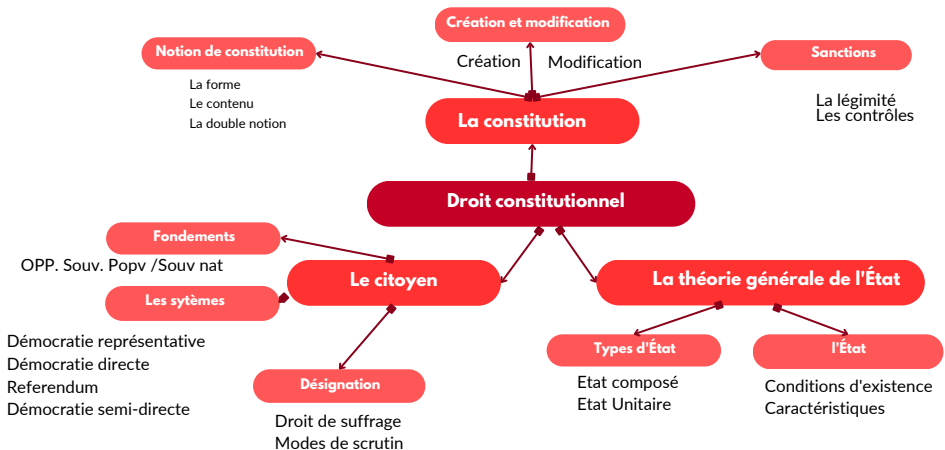 Création et modification
Notion de constitution
Sanctions
Création
Modification
La forme
Le contenu
La double notion
La légimité
Les contrôles
La constitution
Droit constitutionnel
Fondements
OPP. Souv. Popv /Souv nat
Le citoyen
La théorie générale de l'État
Les sytèmes
Démocratie représentative
Démocratie directe
Referendum
Démocratie semi-directe
Désignation
Droit de suffrage
Modes de scrutin
Types d'État
Etat composé
Etat Unitaire
l'État
Conditions d'existence
Caractéristiques